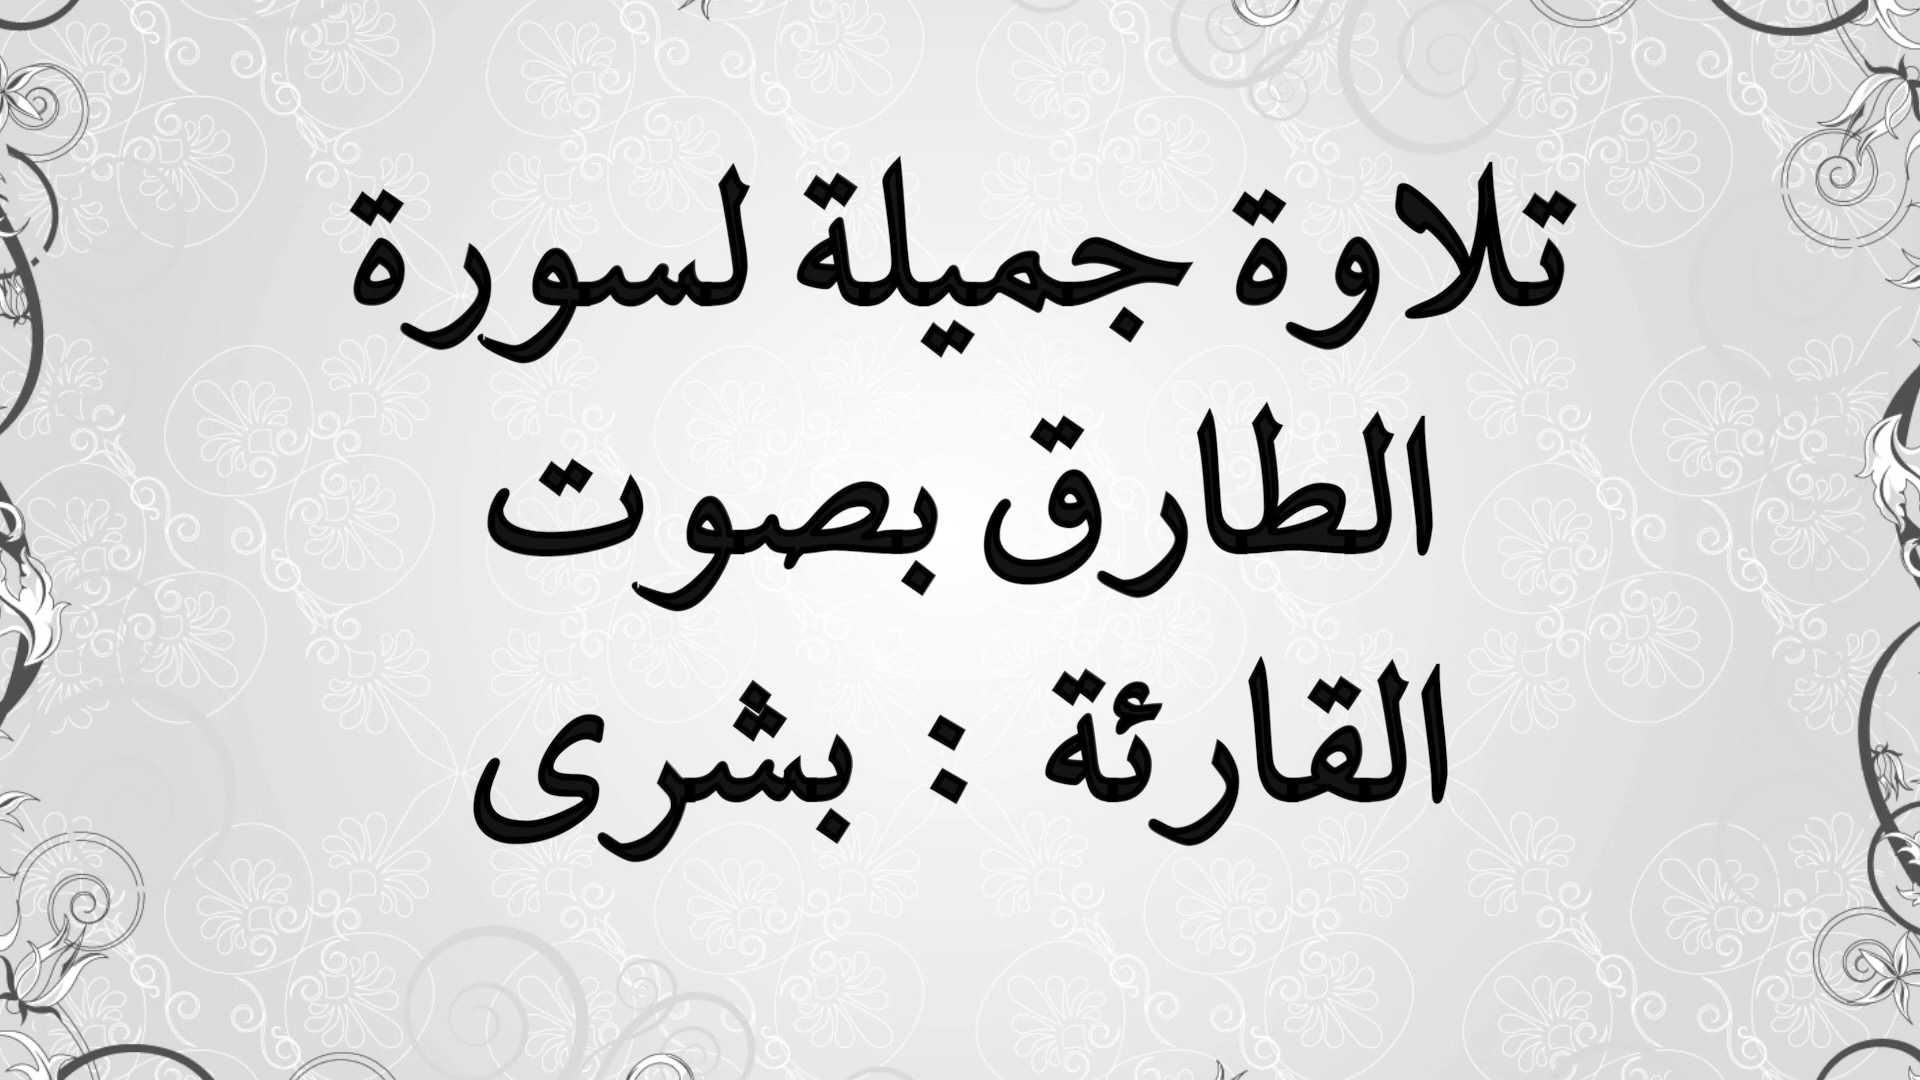 تلاوة جميلة لسورة
الطارق بصوت
القارئة : بشرى